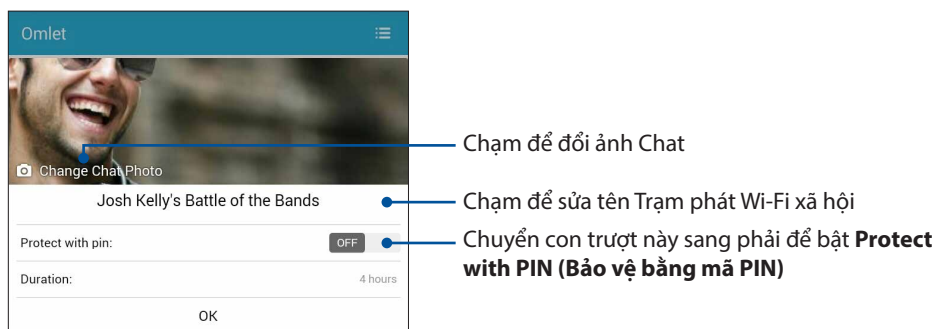 Omlet
Change Chat Photo
Josh Kelly's Battle of the Bands
Protect with pin:
OFF
Duration:
4 hours
OK
Chạm để đổi ảnh Chat
Chạm để sửa tên Trạm phát Wi-Fi xã hội
Chuyển con trượt này sang phải để bật Protect
with PIN (Bảo vệ bằng mã PIN)